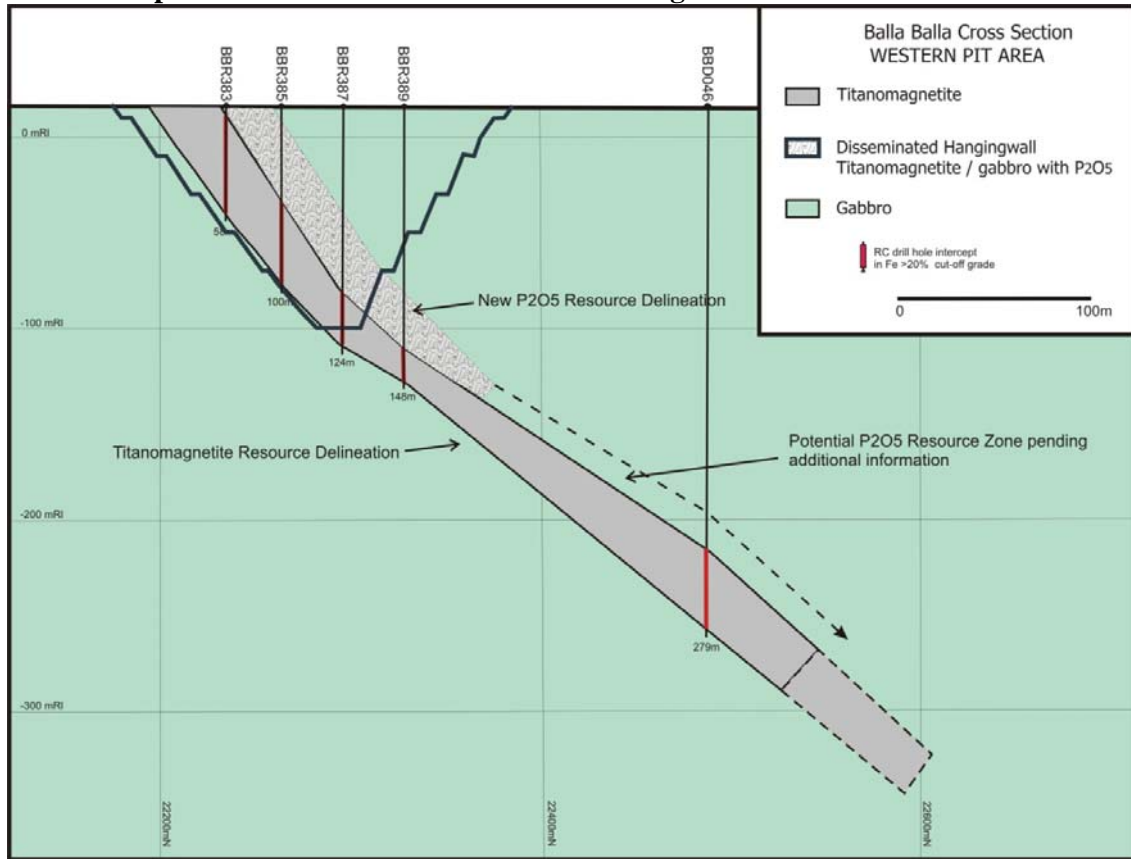 BBR383
BBR385
BBR387
BBR389
BBD046
Balla Balla Cross Section
WESTERN PIT AREA
Titanomagnetite
Disseminated Hangingwall
Titanomagnetite / gabbro with P2O5
Gabbro
RC drill hole intercept
in Fe >20% cut-off grade
0
100m
0 mRl
-100 mRl
-200 mRl
-300 mRl
100m
124m
148m
279m
New P2O5 Resource Delineation
Titanomagnetite Resource Delineation
Potential P2O5 Resource Zone pending
additional information
22200mN
22400mN
22600mN